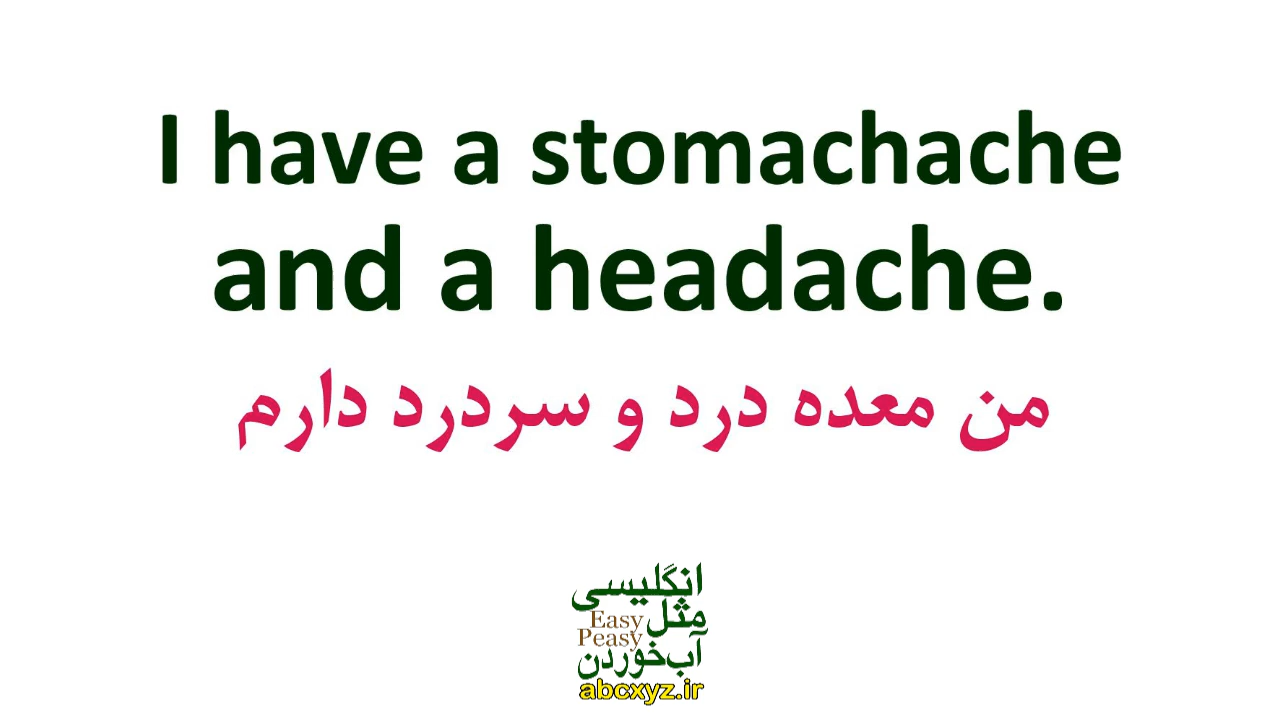 I have a stomachache
and a headache.
من معده درد و سردرد دارم
انگلیسی
مثل Easy
Peasy
آب‌خوردن
abcxyz.ir